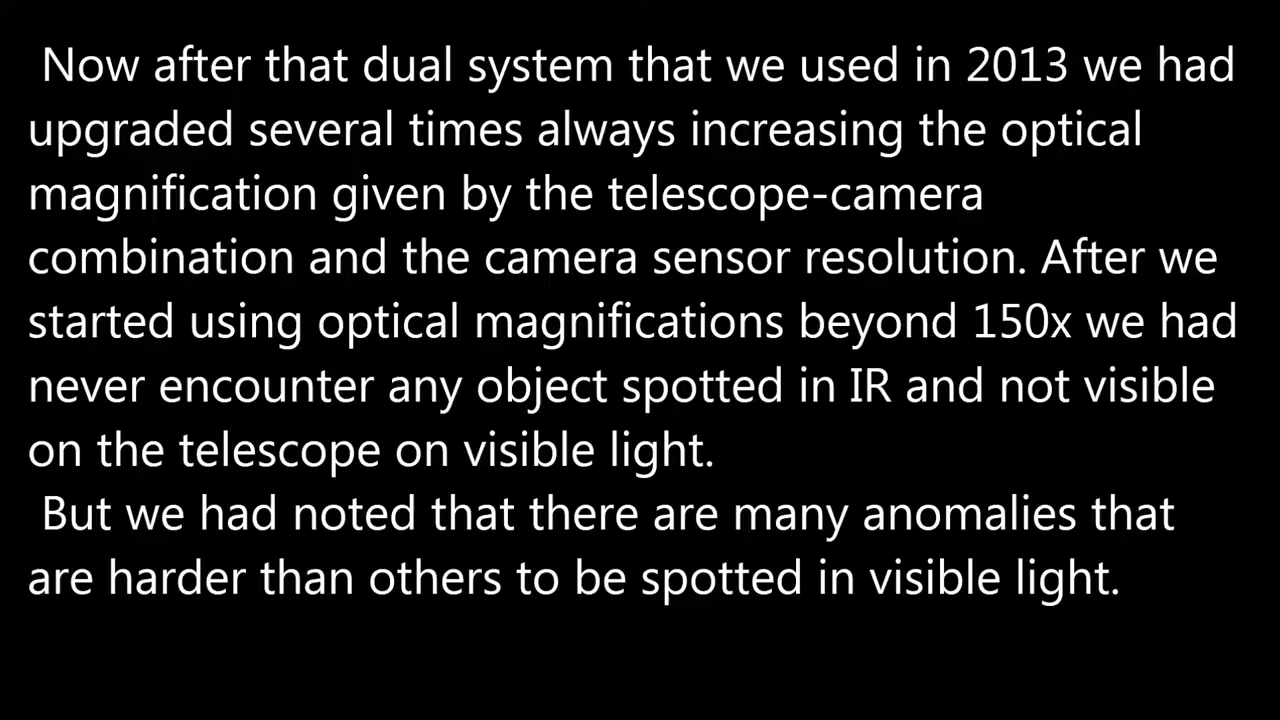 Now after that dual system that we used in 2013 we had
upgraded several times always increasing the optical
magnification given by the telescope-camera
combination and the camera sensor resolution. After we
started using optical magnifications beyond 150x we had
never encounter any object spotted in IR and not visible
on the telescope on visible light.
But we had noted that there are many anomalies that
are harder than others to be spotted in visible light.